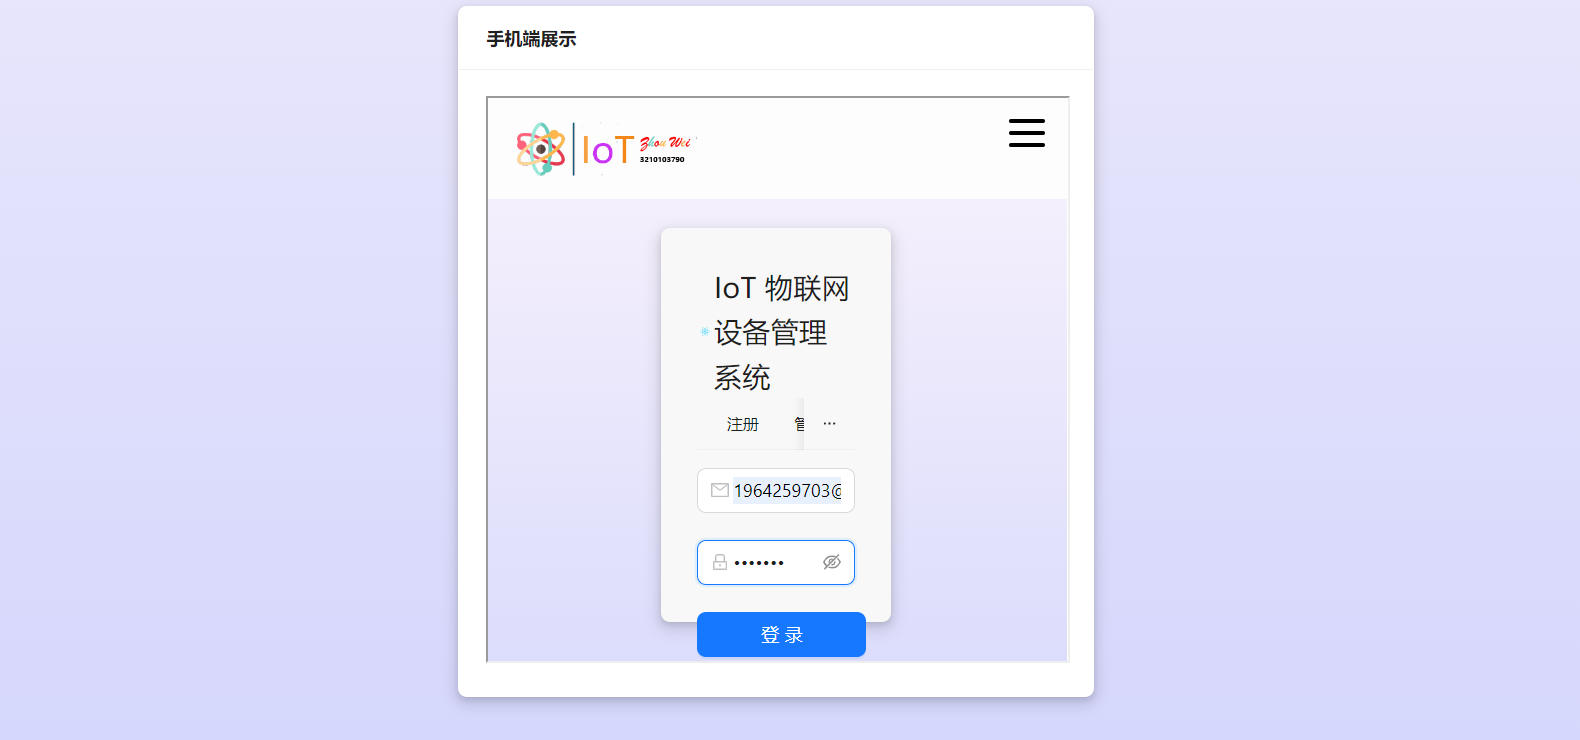 手机端展示
IoT Zhou Wei
3210103790
IoT 物联网
设备管理
系统
注册 管 ···
1964259703@
•••••••
登 录